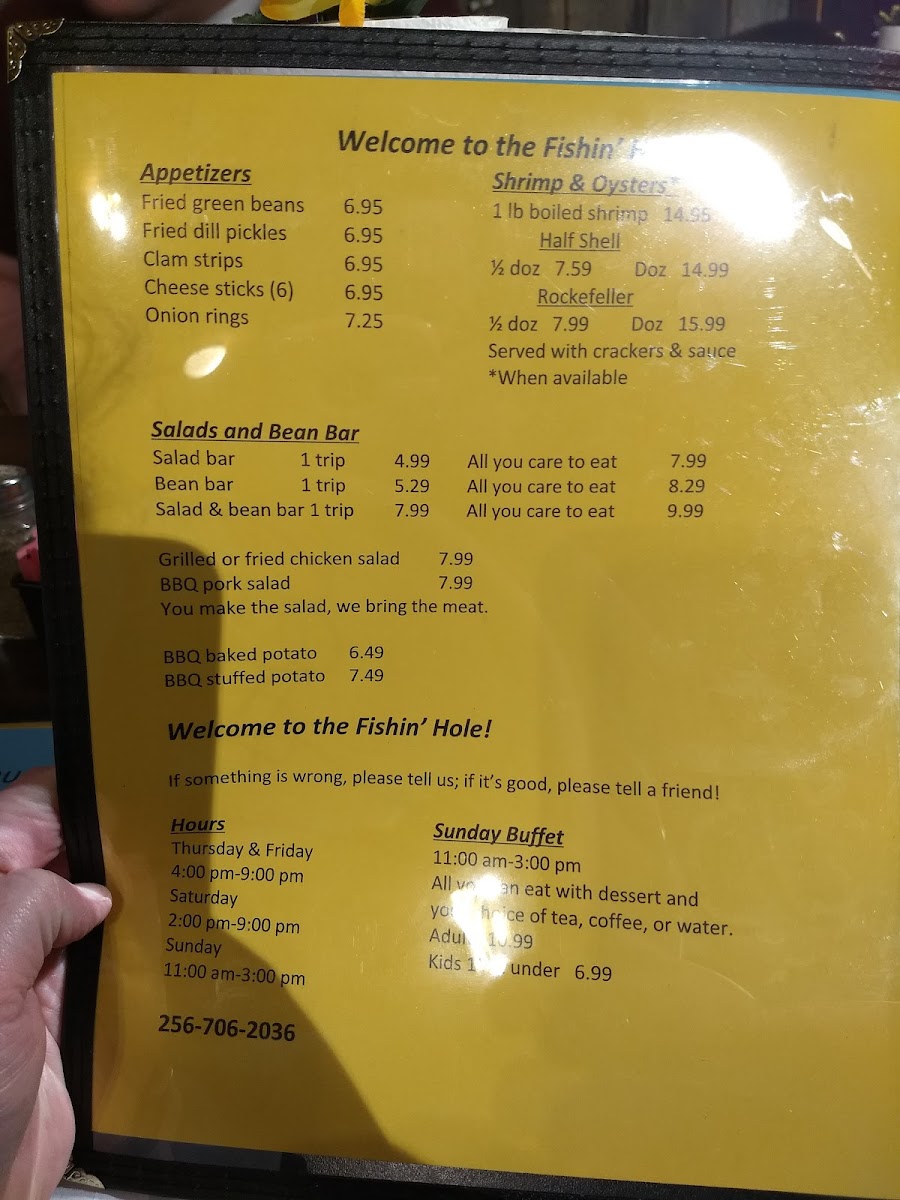 Welcome to the Fishin'
Appetizers
Fried green beans 6.95
Fried dill pickles 6.95
Clam strips 6.95
Cheese sticks (6) 6.95
Onion rings 7.25
Shrimp & Oysters*
1 lb boiled shrimp 14.95
Half Shell
½ doz 7.59 Doz 14.99
Rockefeller
½ doz 7.99 Doz 15.99
Served with crackers & sauce
*When available
Salads and Bean Bar
Salad bar 1 trip 4.99 All you care to eat 7.99
Bean bar 1 trip 5.29 All you care to eat 8.29
Salad & bean bar 1 trip 7.99 All you care to eat 9.99
Grilled or fried chicken salad 7.99
BBQ pork salad 7.99
You make the salad, we bring the meat.
BBQ baked potato 6.49
BBQ stuffed potato 7.49
Welcome to the Fishin' Hole!
If something is wrong, please tell us; if it's good, please tell a friend!
Hours
Thursday & Friday
4:00 pm-9:00 pm
Saturday
2:00 pm-9:00 pm
Sunday
11:00 am-3:00 pm
256-706-2036
Sunday Buffet
11:00 am-3:00 pm
All you can eat with dessert and
your choice of tea, coffee, or water.
Adult 10.99
Kids under 6.99